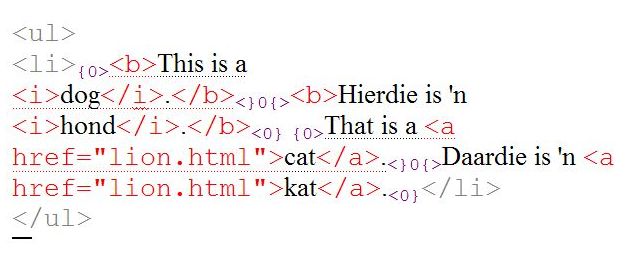 <ul>
<li>{0><b>This is a
<i>dog</i>.</b><}0{><b>Hierdie is 'n
<i>hond</i>.</b><0} {0>That is a <a
href="lion.html">cat</a>.<}0{>Daardie is 'n <a
href="lion.html">kat</a>.<0}</li>
</ul>